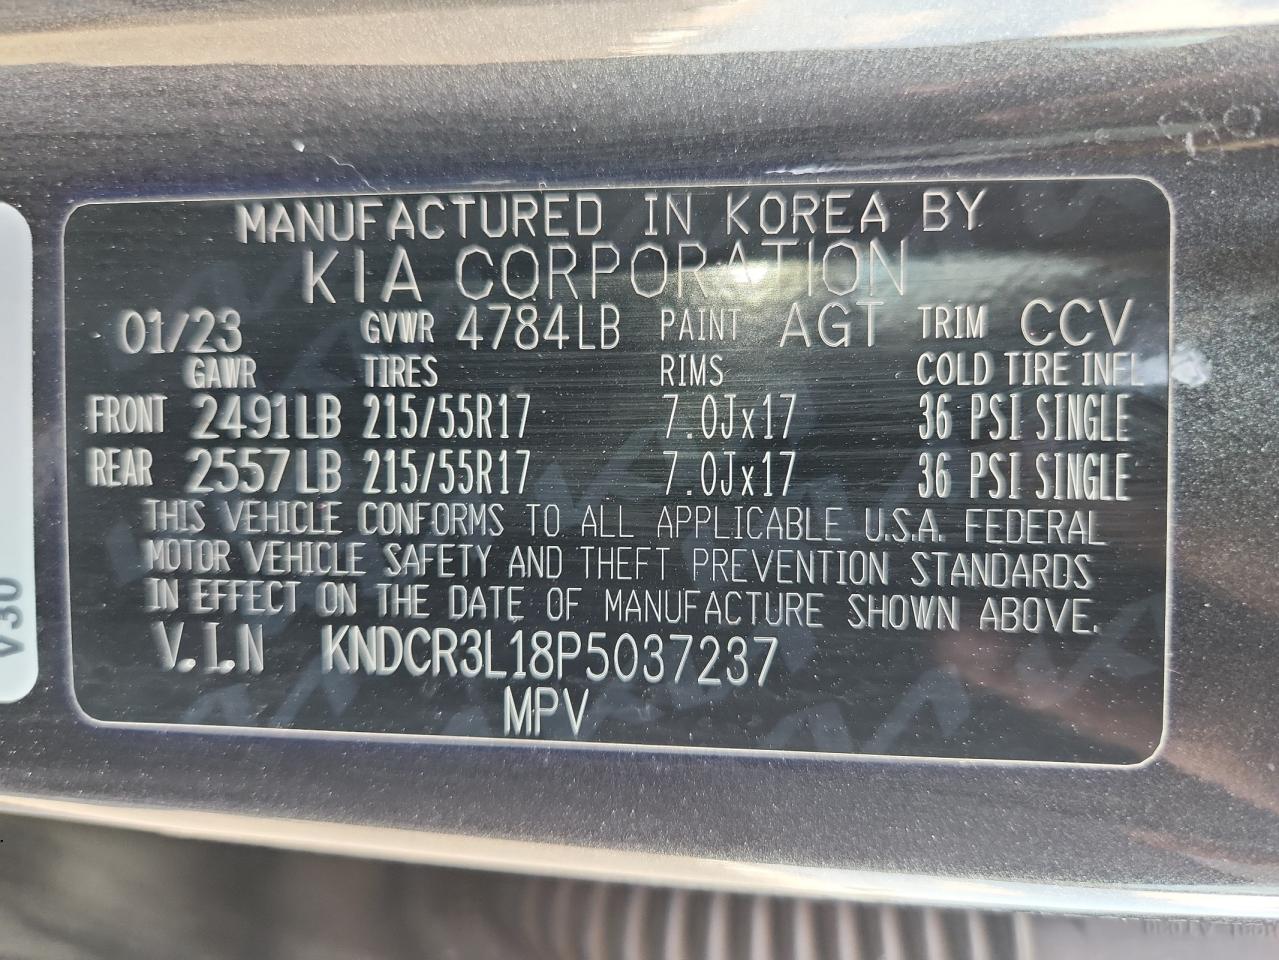 MANUFACTURED IN KOREA BY
KIA CORPORATION
01/23 GVWR 4784LB PAINT AGT TRIM CCV
GAWR TIRES RIMS COLD TIRE INFL
FRONT 2491LB 215/55R17 7.0Jx17 36 PSI SINGLE
REAR 2557LB 215/55R17 7.0Jx17 36 PSI SINGLE
THIS VEHICLE CONFORMS TO ALL APPLICABLE U.S.A. FEDERAL
MOTOR VEHICLE SAFETY AND THEFT PREVENTION STANDARDS
IN EFFECT ON THE DATE OF MANUFACTURE SHOWN ABOVE.
V.I.N KNDCR3L18P5037237
MPV
V30